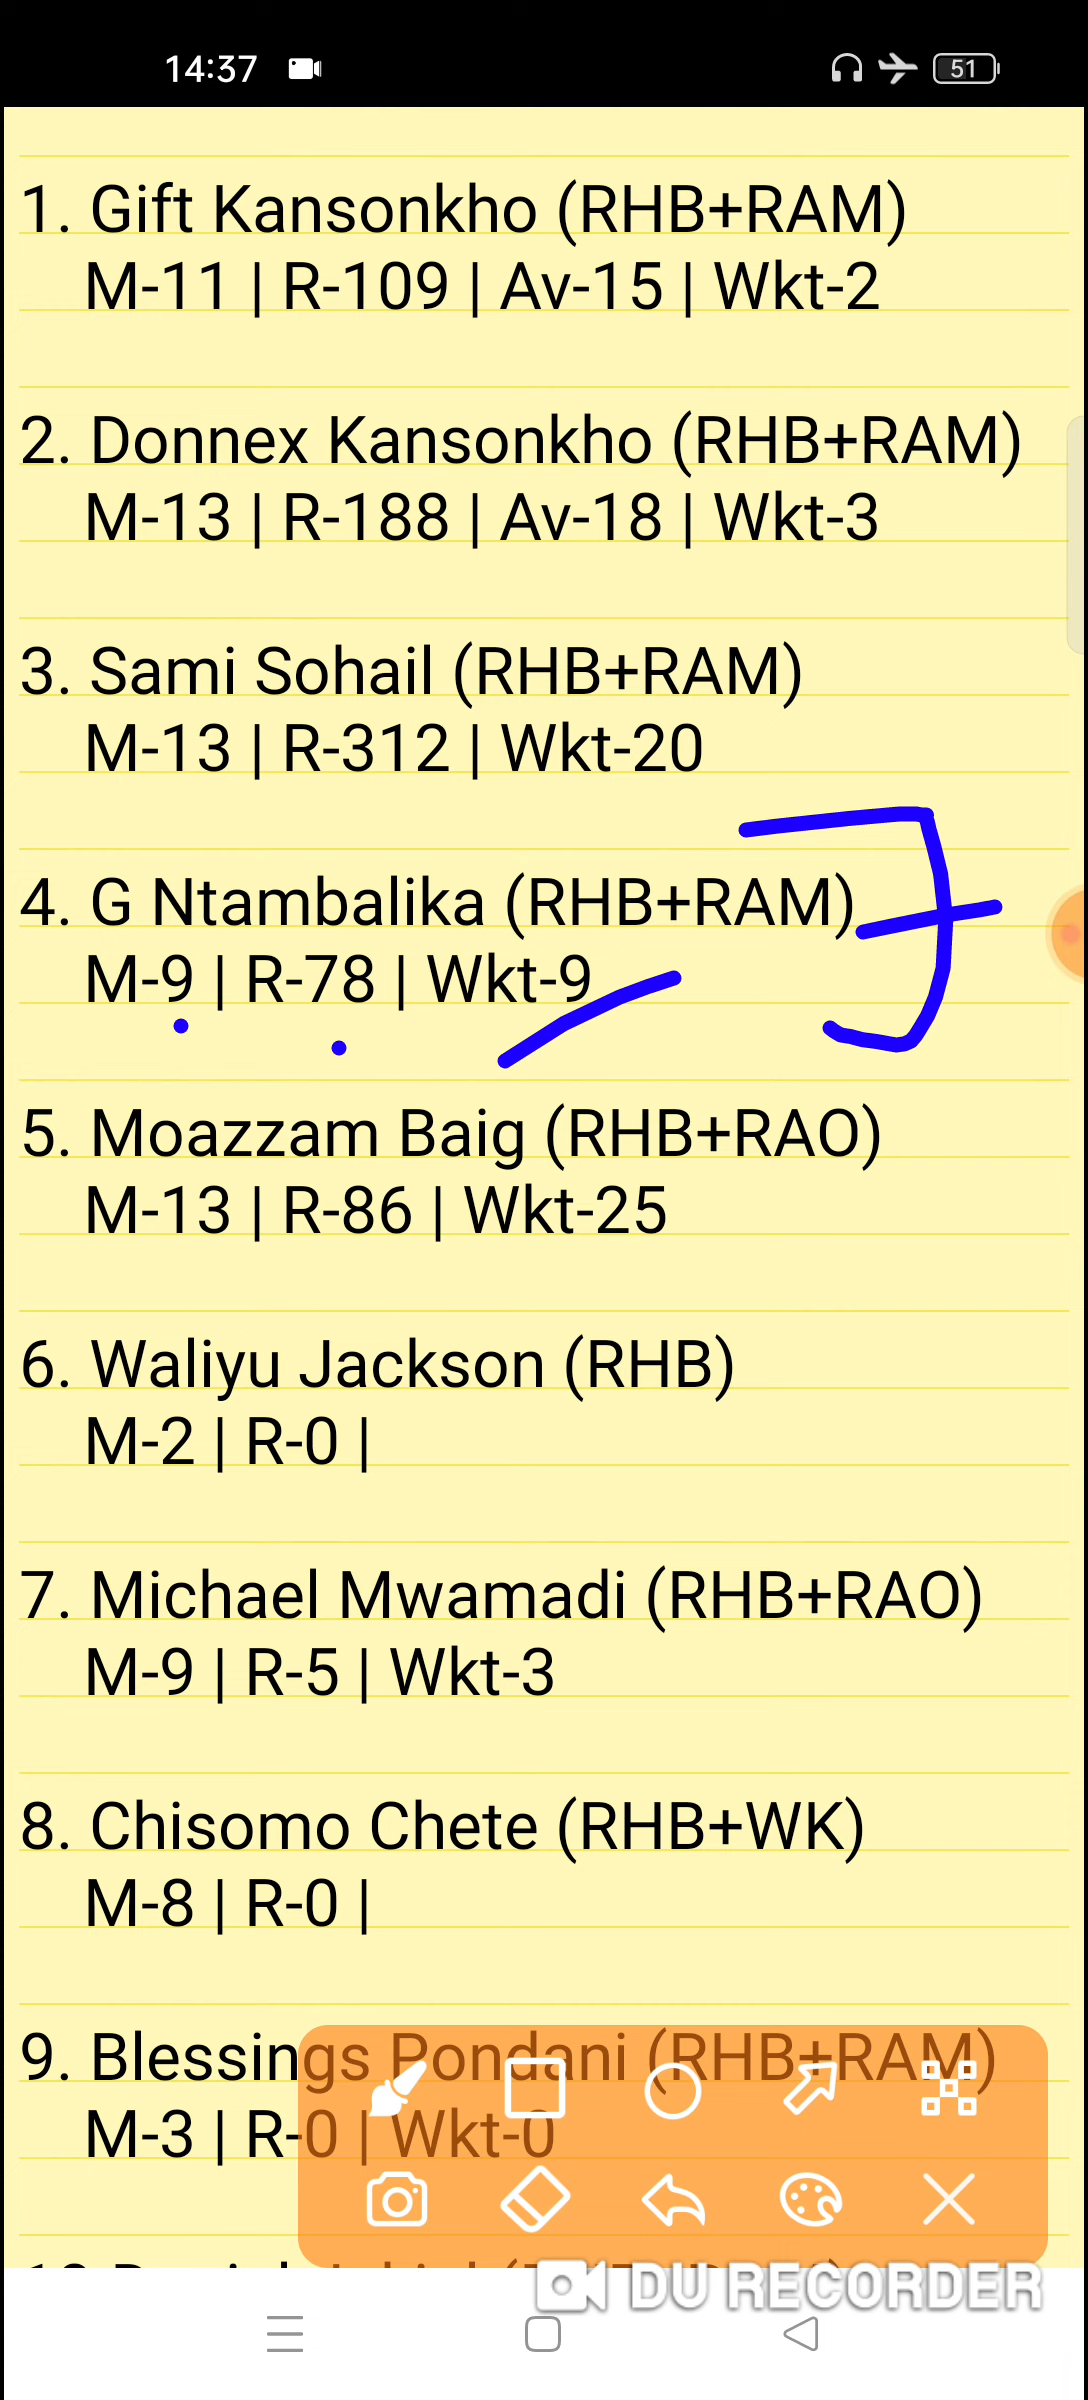 14:37
51
1. Gift Kansonkho (RHB+RAM)
M-11 | R-109 | Av-15 | Wkt-2
2. Donnex Kansonkho (RHB+RAM)
M-13 | R-188 | Av-18 | Wkt-3
3. Sami Sohail (RHB+RAM)
M-13 | R-312 | Wkt-20
4. G Ntambalika (RHB+RAM)
M-9 | R-78 | Wkt-9
5. Moazzam Baig (RHB+RAO)
M-13 | R-86 | Wkt-25
6. Waliyu Jackson (RHB)
M-2 | R-0 |
7. Michael Mwamadi (RHB+RAO)
M-9 | R-5 | Wkt-3
8. Chisomo Chete (RHB+WK)
M-8 | R-0 |
9. Blessings Pondani (RHB+RAM)
M-3 | R-0 | Wkt-0
DU RECORDER